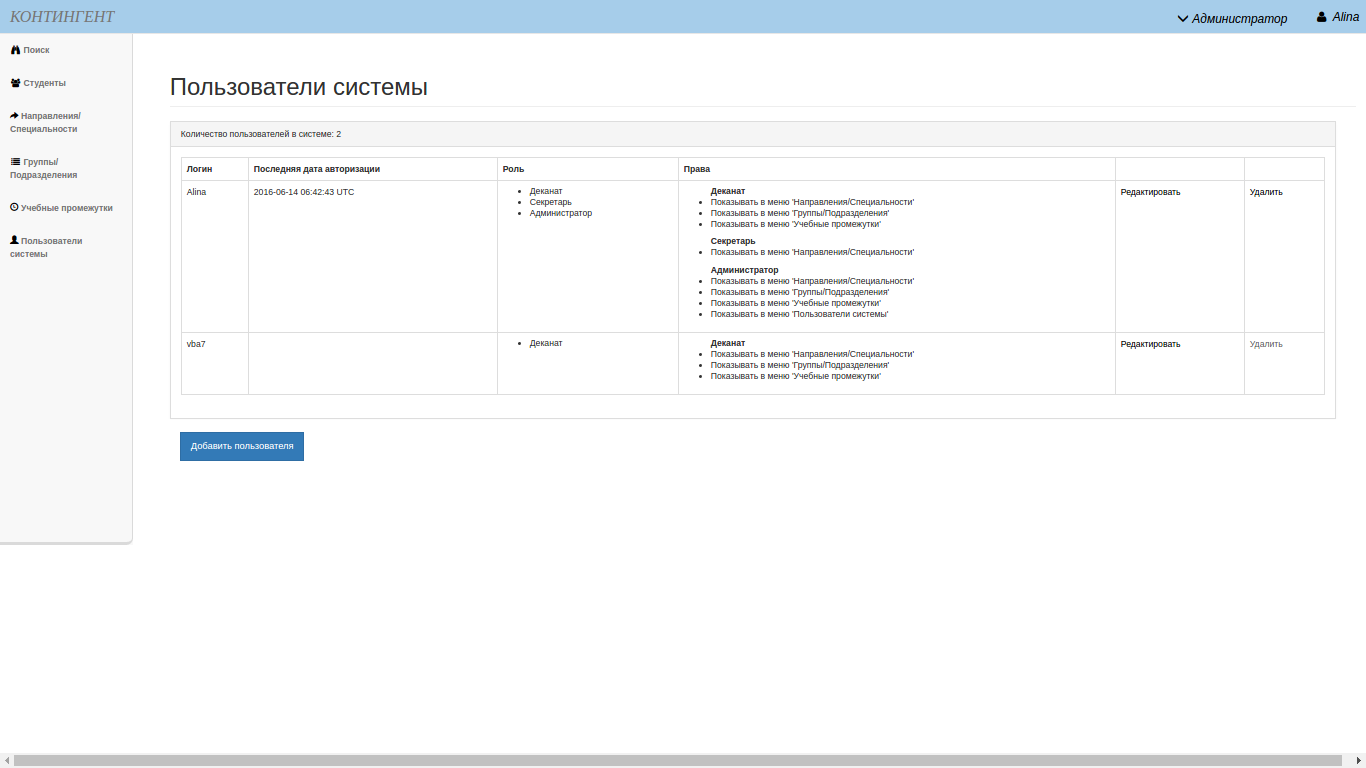 КОНТИНГЕНТ
Администратор
Alina
Поиск
Студенты
Направления/
Специальности
Группы/
Подразделения
Учебные промежутки
Пользователи
системы
Пользователи системы
Количество пользователей в системе: 2
Логин Последняя дата авторизации Роль Права
Alina 2016-06-14 06:42:43 UTC
Деканат
Секретарь
Администратор
Деканат
Показывать в меню 'Направления/Специальности'
Показывать в меню 'Группы/Подразделения'
Показывать в меню 'Учебные промежутки'
Секретарь
Показывать в меню 'Направления/Специальности'
Администратор
Показывать в меню 'Направления/Специальности'
Показывать в меню 'Группы/Подразделения'
Показывать в меню 'Учебные промежутки'
Показывать в меню 'Пользователи системы'
Редактировать Удалить
vba7
Деканат
Деканат
Показывать в меню 'Направления/Специальности'
Показывать в меню 'Группы/Подразделения'
Показывать в меню 'Учебные промежутки'
Редактировать Удалить
Добавить пользователя